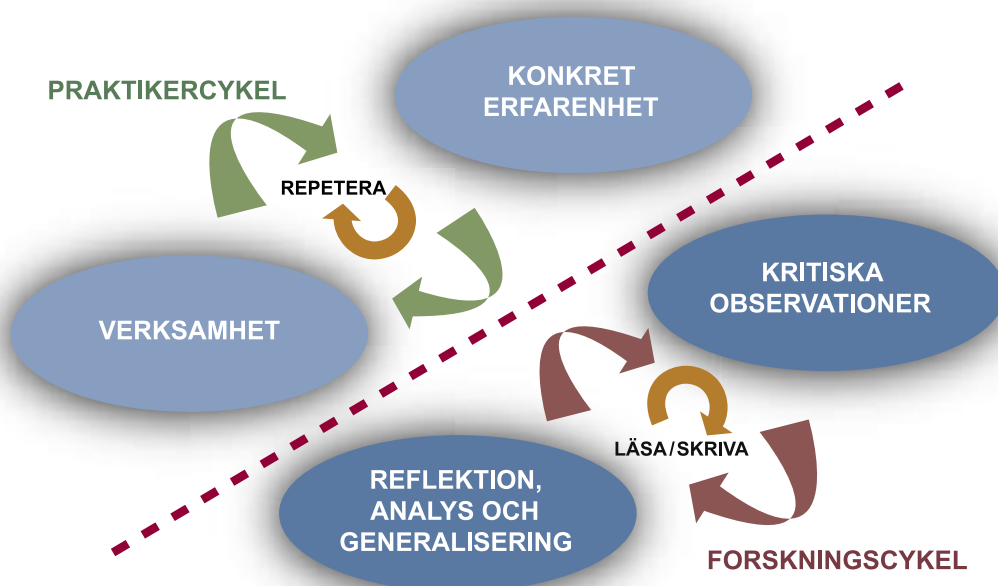 PRAKTIKERCYKEL
KONKRET
ERFARENHET
REPETERA
VERKSAMHET
KRITISKA
OBSERVATIONER
LÄSA/SKRIVA
REFLEKTION,
ANALYS OCH
GENERALISERING
FORSKNINGSCYKEL